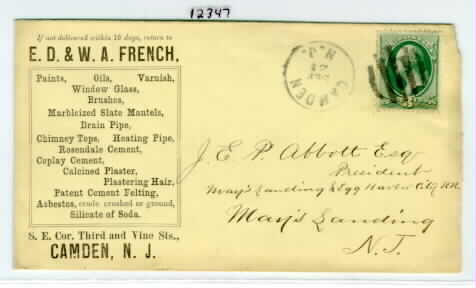 12347
If not delivered within 10 days, return to
E. D. & W. A. FRENCH,
Paints, Oils, Varnish,
Window Glass,
Brushes,
Marbleized Slate Mantels,
Drain Pipe,
Chimney Tops, Heating Pipe,
Rosendale Cement,
Coplay Cement,
Calcined Plaster,
Plastering Hair,
Patent Cement Felting,
Asbestos, crude crushed or ground,
Silicate of Soda.
S. E. Cor. Third and Vine Sts.,
CAMDEN, N. J.
CAMDEN
N.J.
J. E. P. Abbott Esq
President
May's Landing & Egg Harbor City RR
May's Landing
N. J.